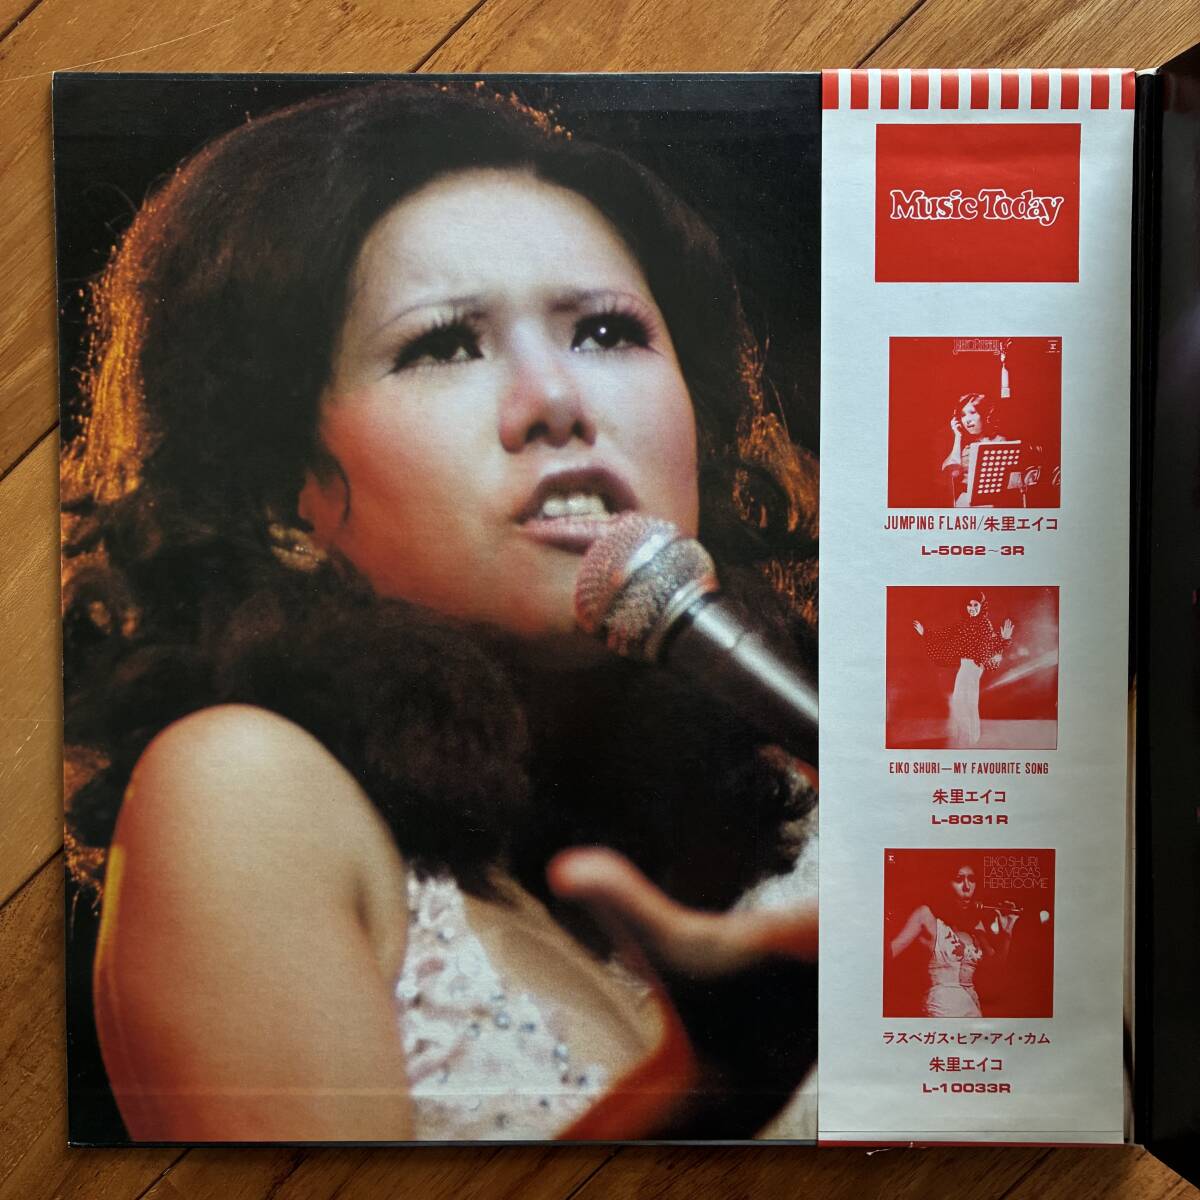 Music Today
JUMPING FLASH/朱里エイコ
L-5062~3R
EIKO SHURI—MY FAVOURITE SONG
朱里エイコ
L-8031R
EIKO SHURI
LAS VEGAS
HERE I COME
ラスベガス・ヒア・アイ・カム
朱里エイコ
L-10033R